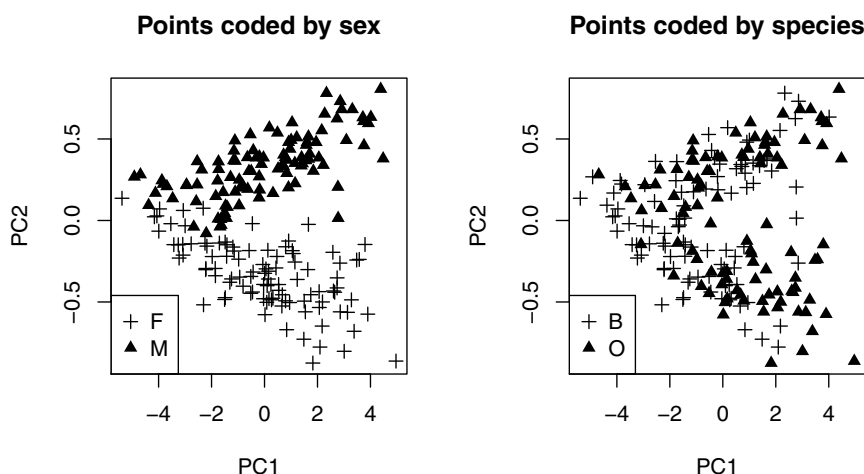 Points coded by sex
PC2
0.5
0.0
−0.5
F
M
−4 −2 0 2 4
PC1
Points coded by species
PC2
0.5
0.0
−0.5
B
O
−4 −2 0 2 4
PC1